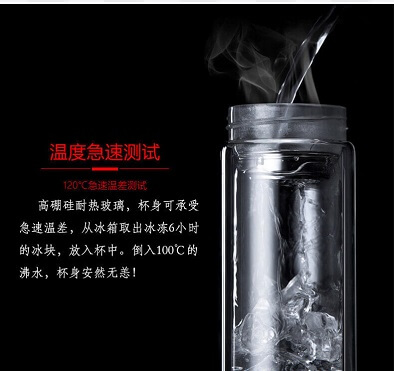 温度急速测试
120℃急速温差测试
高硼硅耐热玻璃，杯身可承受
急速温差，从冰箱取出冰冻6小时
的冰块，放入杯中。倒入100℃的
沸水，杯身安然无恙！